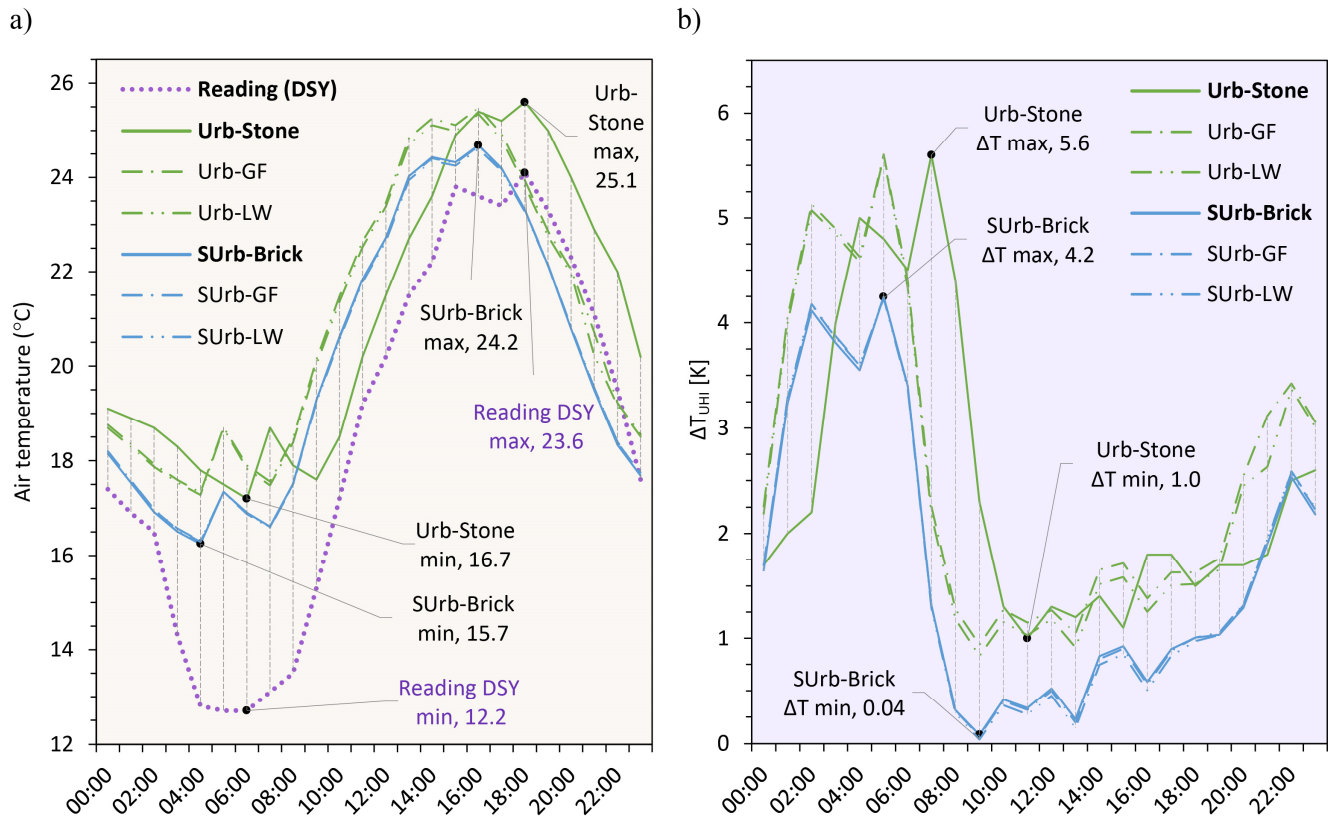 a)
Air temperature (°C)
26
24
22
20
18
16
14
12
Reading (DSY)
Urb-Stone
Urb-GF
Urb-LW
SUrb-Brick
SUrb-GF
SUrb-LW
Urb-
Stone
max,
25.1
SUrb-Brick
max, 24.2
Reading DSY
max, 23.6
Urb-Stone
min, 16.7
SUrb-Brick
min, 15.7
Reading DSY
min, 12.2
00:00
02:00
04:00
06:00
08:00
10:00
12:00
14:00
16:00
18:00
20:00
22:00
b)
ΔT UHI [K]
6
5
4
3
2
1
0
Urb-Stone
Urb-GF
Urb-LW
SUrb-Brick
SUrb-GF
SUrb-LW
Urb-Stone
ΔT max, 5.6
SUrb-Brick
ΔT max, 4.2
Urb-Stone
ΔT min, 1.0
SUrb-Brick
ΔT min, 0.04
00:00
02:00
04:00
06:00
08:00
10:00
12:00
14:00
16:00
18:00
20:00
22:00